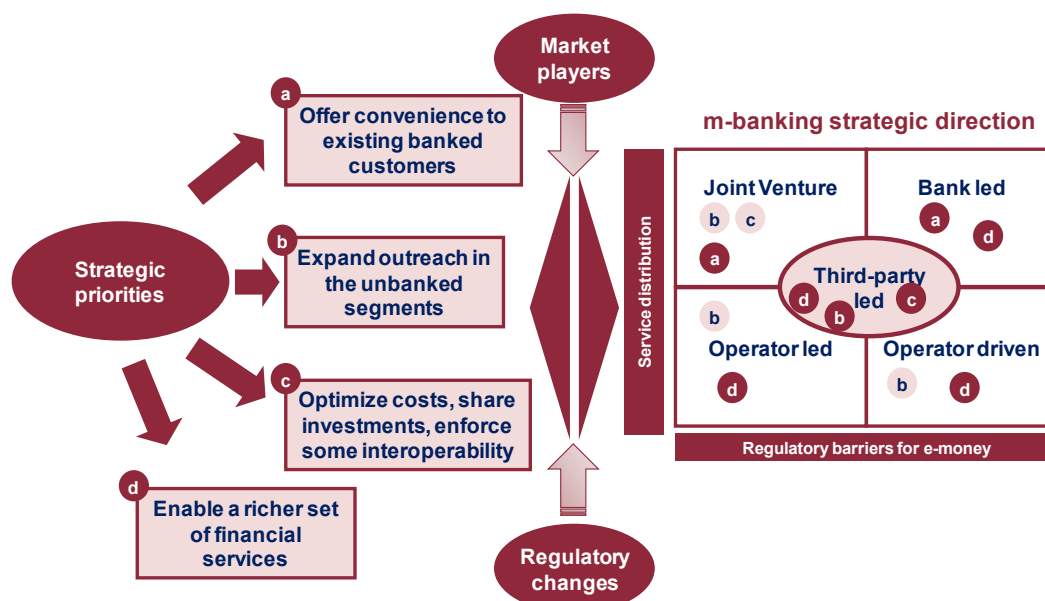 Market
players
a
Offer convenience to
existing banked
customers
Strategic
priorities
b
Expand outreach in
the unbanked
segments
c
Optimize costs, share
investments, enforce
some interoperability
d
Enable a richer set
of financial
services
Regulatory
changes
m-banking strategic direction
Service distribution
Joint Venture
b c
a
Bank led
a
d
Third-party
led
d b c
b
Operator led
d
Operator driven
b d
Regulatory barriers for e-money